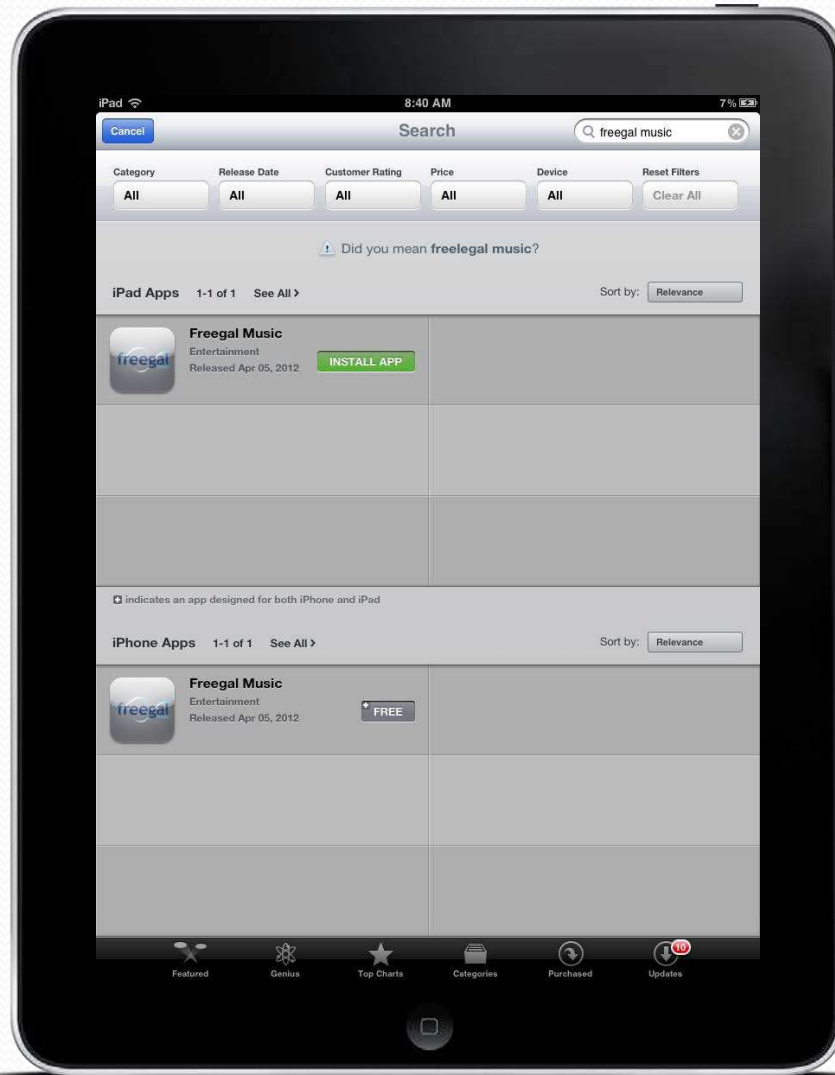 iPad 8:40 AM 7%
Cancel Search freegal music
Category Release Date Customer Rating Price Device Reset Filters
All All All All All Clear All
Did you mean freelegal music?
iPad Apps 1-1 of 1 See All > Sort by: Relevance
freegal
Freegal Music
Entertainment
Released Apr 05, 2012
INSTALL APP
+ indicates an app designed for both iPhone and iPad
iPhone Apps 1-1 of 1 See All > Sort by: Relevance
freegal
Freegal Music
Entertainment
Released Apr 05, 2012
+ FREE
Featured Genius Top Charts Categories Purchased Updates
10